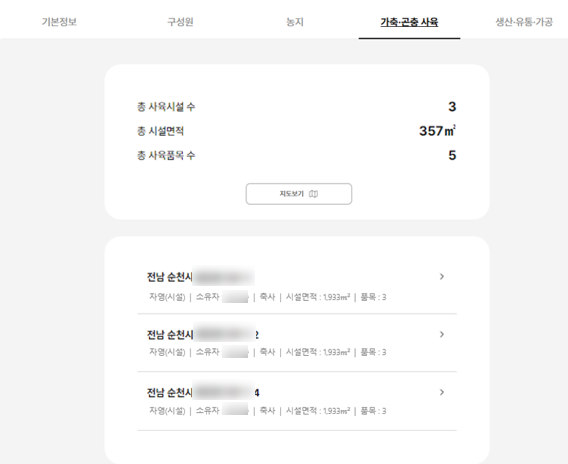 기본정보 구성원 농지 가축·곤충 사육 생산·유통·가공
총 사육시설 수 3
총 시설면적 357㎡
총 사육품목 수 5
지도보기
전남 순천시
자영(시설) | 소유자 | 축사 | 시설면적 : 1,933㎡ | 품목 : 3
전남 순천시 2
자영(시설) | 소유자 | 축사 | 시설면적 : 1,933㎡ | 품목 : 3
전남 순천시 4
자영(시설) | 소유자 | 축사 | 시설면적 : 1,933㎡ | 품목 : 3